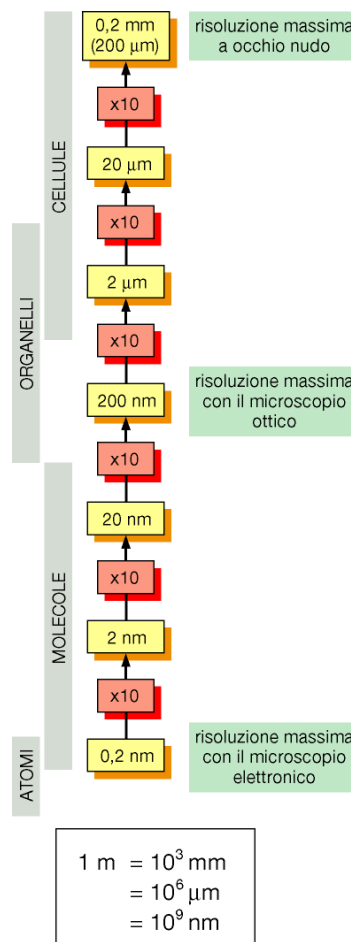 0,2 mm
(200 µm)
risoluzione massima
a occhio nudo
x10
CELLULE
20 µm
x10
ORGANELLI
2 µm
x10
200 nm
risoluzione massima
con il microscopio
ottico
x10
MOLECOLE
20 nm
x10
2 nm
x10
ATOMI
0,2 nm
risoluzione massima
con il microscopio
elettronico
1 m = 10³ mm
= 10⁶ µm
= 10⁹ nm